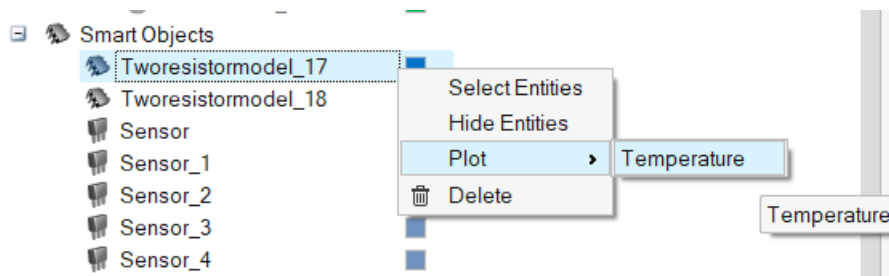 Smart Objects
Tworesistormodel_17
Tworesistormodel_18
Sensor
Sensor_1
Sensor_2
Sensor_3
Sensor_4
Select Entities
Hide Entities
Plot
Delete
Temperature
Temperature